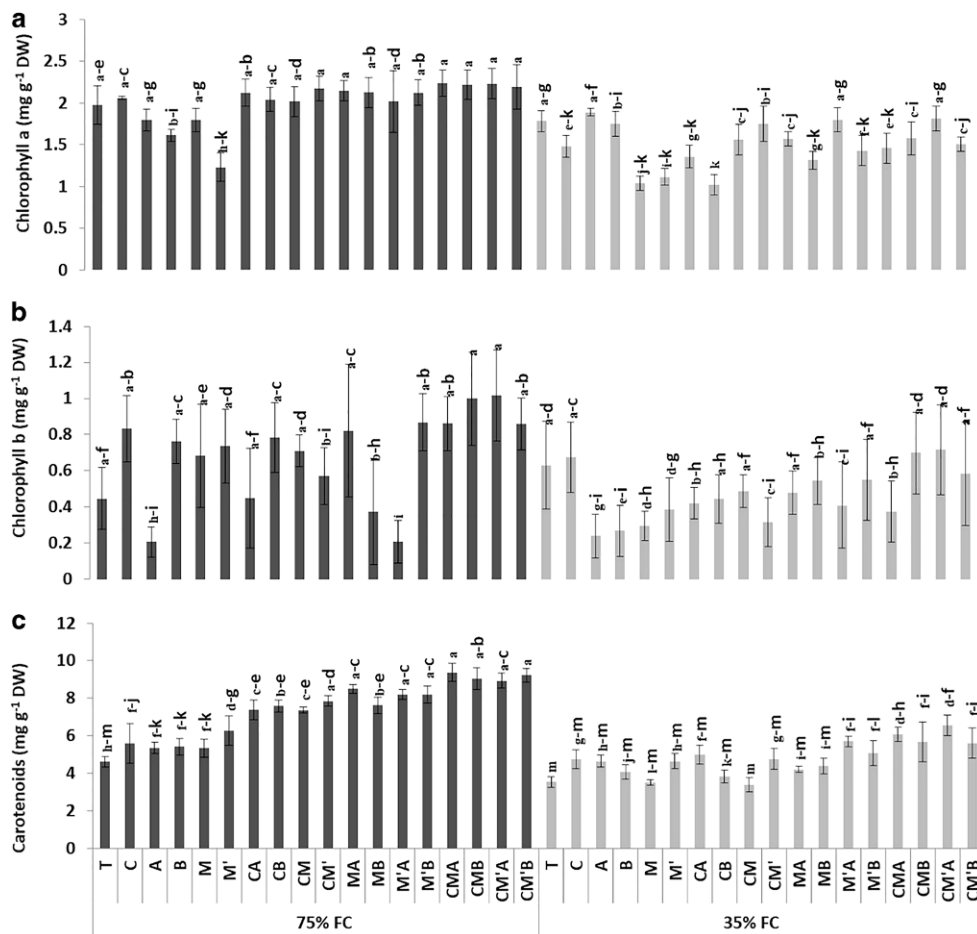 a
Chlorophyll a (mg g⁻¹ DW)
3
2.5
2
1.5
1
0.5
0
a-e
a-c
a-g
b-i
a-g
h-k
a-b
a-c
a-d
a
a
a-b
a-d
a-b
a
a
a
a
a-g
e-k
a-f
b-i
j-k
i-k
g-k
k
c-j
b-i
c-j
g-k
a-g
f-k
e-k
c-i
a-g
c-j
b
Chlorophyll b (mg g⁻¹ DW)
1.4
1.2
1
0.8
0.6
0.4
0.2
0
a-f
a-b
h-i
a-c
a-e
a-d
a-f
a-c
a-d
b-i
a-c
b-h
i
a-b
a-b
a
a
a-b
a-d
a-c
g-i
e-i
d-h
d-g
b-h
a-h
a-f
c-i
a-f
b-h
c-i
a-f
b-h
a-d
a-d
a-f
c
Carotenoids (mg g⁻¹ DW)
12
10
8
6
4
2
0
h-m
f-j
f-k
f-k
f-k
d-g
c-e
b-e
c-e
a-d
a-c
b-e
a-c
a-c
a
a-b
a-c
a
m
g-m
h-m
j-m
l-m
h-m
f-m
k-m
m
g-m
i-m
i-m
f-i
f-l
d-h
f-i
d-f
f-i
T C A B M M' CA CB CM CM' MA MB M'A M'B CMA CMB CM'A CM'B T C A B M M' CA CB CM CM' MA MB M'A M'B CMA CMB CM'A CM'B
75% FC 35% FC